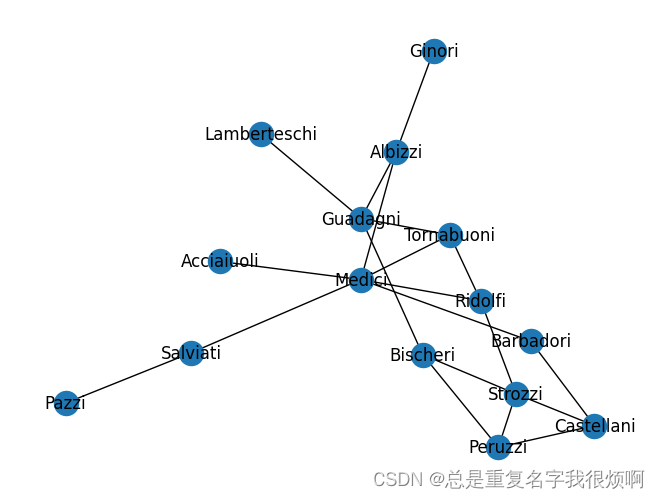 Ginori
Lamberteschi
Albizzi
Guadagni
Tornabuoni
Acciaiuoli
Medici
Ridolfi
Barbadori
Salviati
Bischeri
Strozzi
Pazzi
Castellani
Peruzzi
CSDN @总是重复名字我很烦啊